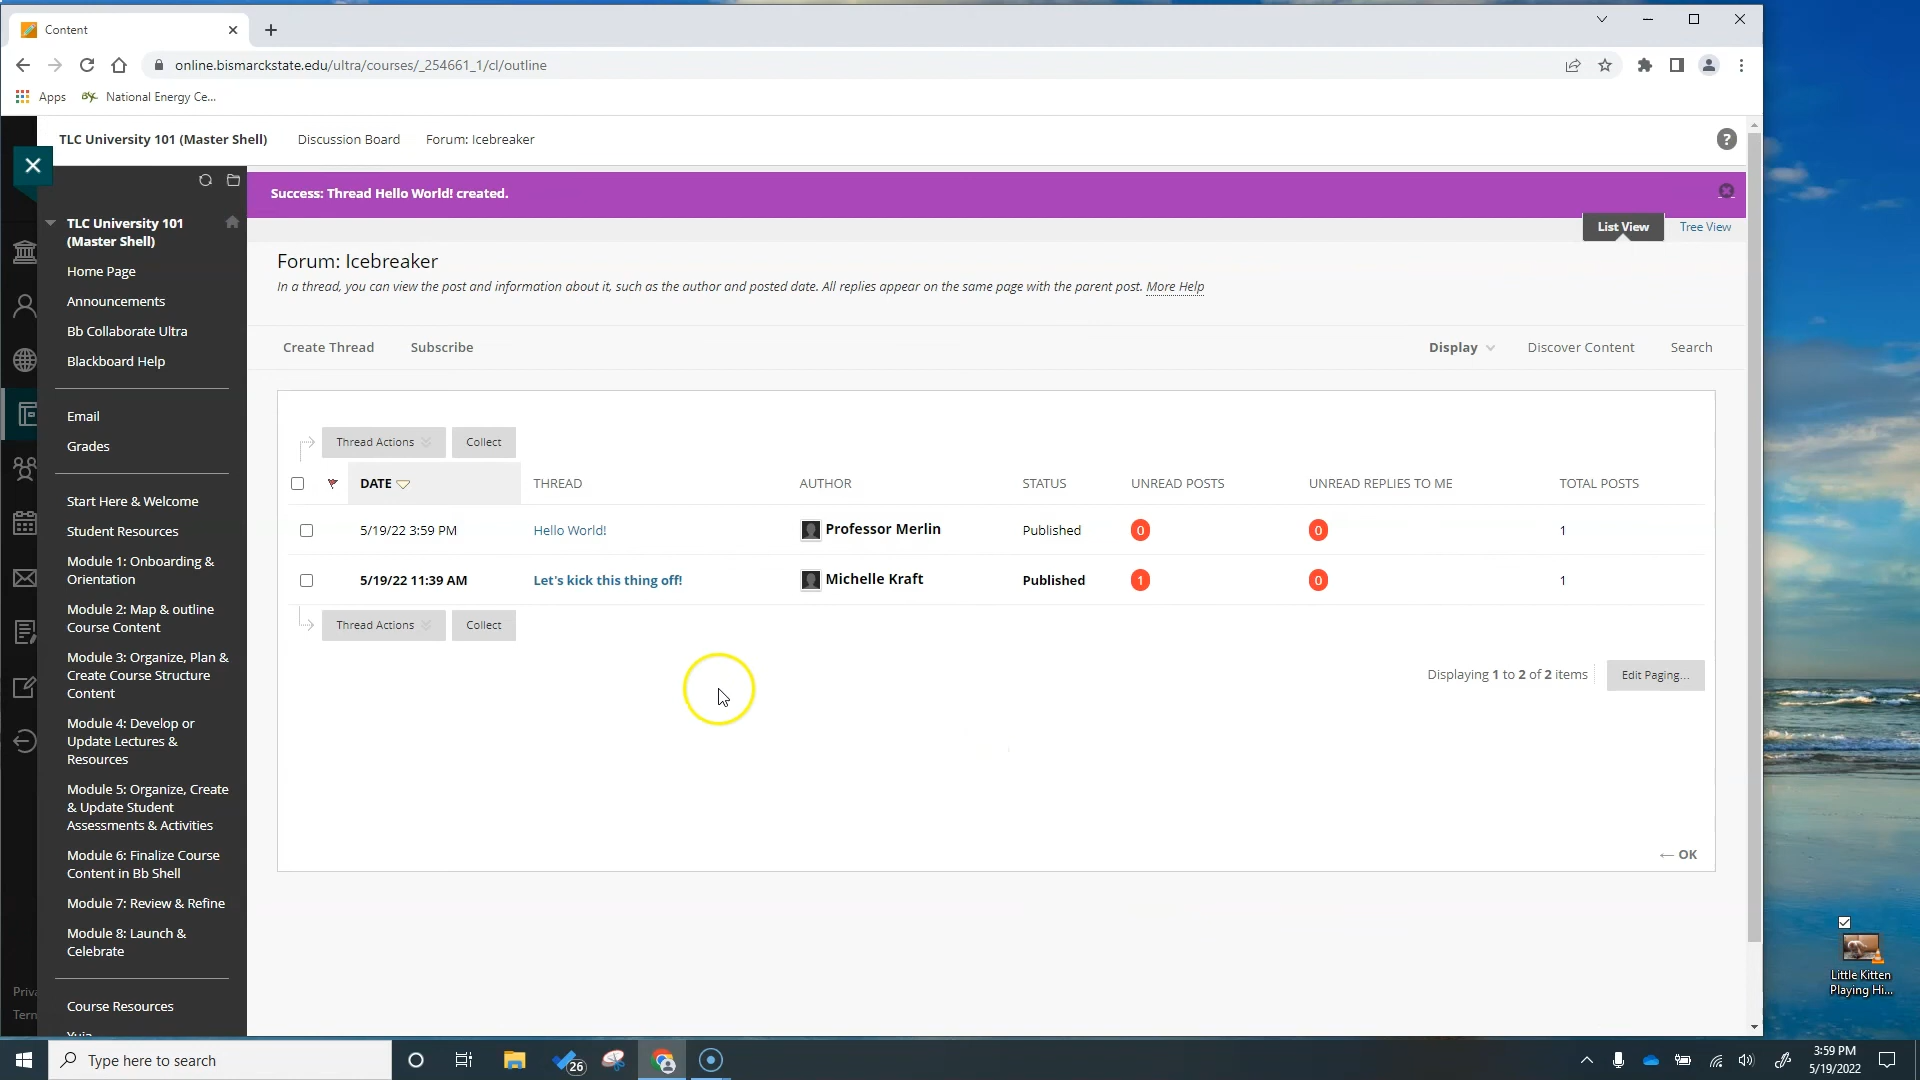 Content
online.bismarckstate.edu/ultra/courses/_254661_1/cl/outline
Apps
National Energy Ce...
TLC University 101 (Master Shell)
Discussion Board
Forum: Icebreaker
?
Success: Thread Hello World! created.
List View
Tree View
TLC University 101
(Master Shell)
Home Page
Announcements
Bb Collaborate Ultra
Blackboard Help
Email
Grades
Start Here & Welcome
Student Resources
Module 1: Onboarding &
Orientation
Module 2: Map & outline
Course Content
Module 3: Organize, Plan &
Create Course Structure
Content
Module 4: Develop or
Update Lectures &
Resources
Module 5: Organize, Create
& Update Student
Assessments & Activities
Module 6: Finalize Course
Content in Bb Shell
Module 7: Review & Refine
Module 8: Launch &
Celebrate
Course Resources
Priva
Term
Forum: Icebreaker
In a thread, you can view the post and information about it, such as the author and posted date. All replies appear on the same page with the parent post. More Help
Create Thread
Subscribe
Display
Discover Content
Search
Thread Actions
Collect
DATE THREAD AUTHOR STATUS UNREAD POSTS UNREAD REPLIES TO ME TOTAL POSTS
5/19/22 3:59 PM Hello World! Professor Merlin Published 0 0 1
5/19/22 11:39 AM Let's kick this thing off! Michelle Kraft Published 1 0 1
Thread Actions
Collect
Displaying 1 to 2 of 2 items
Edit Paging...
← OK
Little Kitten
Playing Hi...
Type here to search
26
3:59 PM
5/19/2022